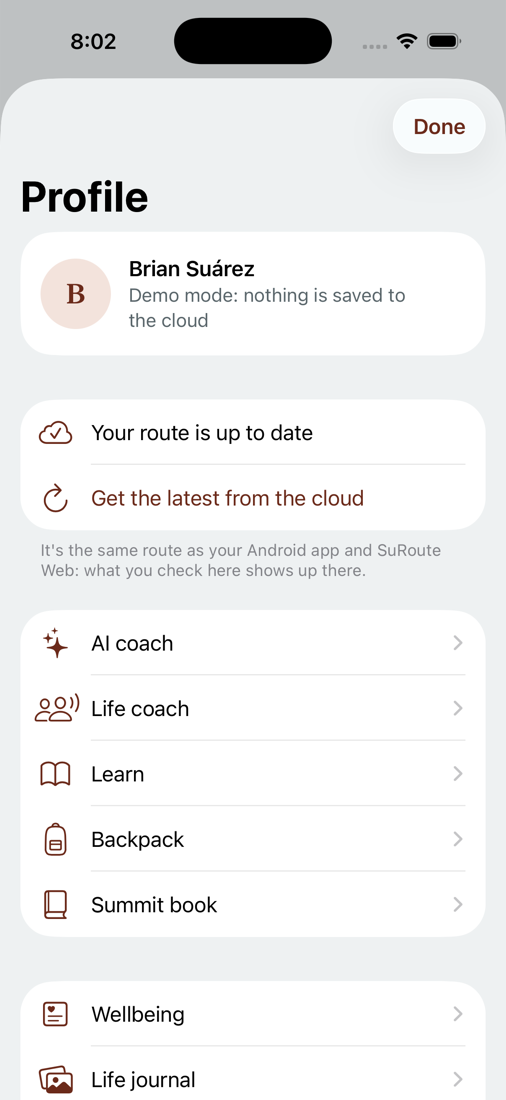 8:02
Done
Profile
B
Brian Suárez
Demo mode: nothing is saved to
the cloud
Your route is up to date
Get the latest from the cloud
It's the same route as your Android app and SuRoute
Web: what you check here shows up there.
AI coach
Life coach
Learn
Backpack
Summit book
Wellbeing
Life journal